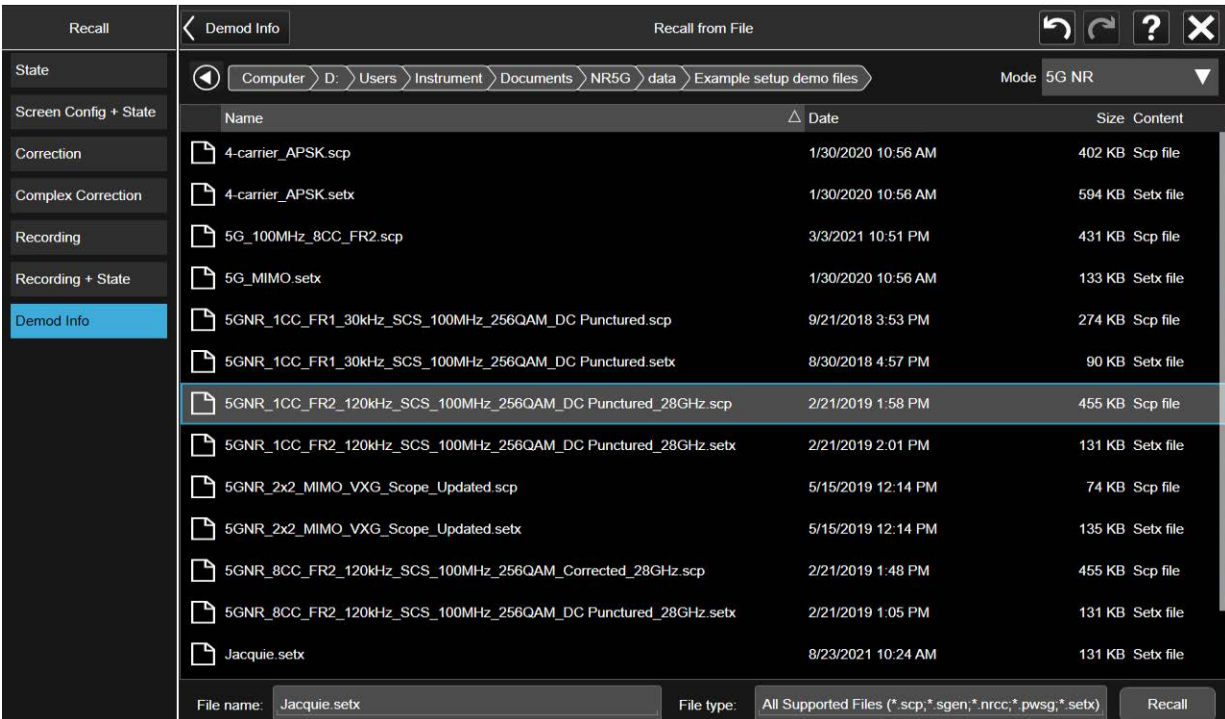 Recall
Demod Info
Recall from File
?
State
Screen Config + State
Correction
Complex Correction
Recording
Recording + State
Demod Info
Computer D: Users Instrument Documents NR5G data Example setup demo files
Mode 5G NR
Name Date Size Content
4-carrier_APSK.scp 1/30/2020 10:56 AM 402 KB Scp file
4-carrier_APSK.setx 1/30/2020 10:56 AM 594 KB Setx file
5G_100MHz_8CC_FR2.scp 3/3/2021 10:51 PM 431 KB Scp file
5G_MIMO.setx 1/30/2020 10:56 AM 133 KB Setx file
5GNR_1CC_FR1_30kHz_SCS_100MHz_256QAM_DC Punctured.scp 9/21/2018 3:53 PM 274 KB Scp file
5GNR_1CC_FR1_30kHz_SCS_100MHz_256QAM_DC Punctured.setx 8/30/2018 4:57 PM 90 KB Setx file
5GNR_1CC_FR2_120kHz_SCS_100MHz_256QAM_DC Punctured_28GHz.scp 2/21/2019 1:58 PM 455 KB Scp file
5GNR_1CC_FR2_120kHz_SCS_100MHz_256QAM_DC Punctured_28GHz.setx 2/21/2019 2:01 PM 131 KB Setx file
5GNR_2x2_MIMO_VXG_Scope_Updated.scp 5/15/2019 12:14 PM 74 KB Scp file
5GNR_2x2_MIMO_VXG_Scope_Updated.setx 5/15/2019 12:14 PM 135 KB Setx file
5GNR_8CC_FR2_120kHz_SCS_100MHz_256QAM_Corrected_28GHz.scp 2/21/2019 1:48 PM 455 KB Scp file
5GNR_8CC_FR2_120kHz_SCS_100MHz_256QAM_DC Punctured_28GHz.setx 2/21/2019 1:05 PM 131 KB Setx file
Jacquie.setx 8/23/2021 10:24 AM 131 KB Setx file
File name: Jacquie.setx File type: All Supported Files (*.scp;*.sgen;*.nrcc;*.pwsg;*.setx) Recall